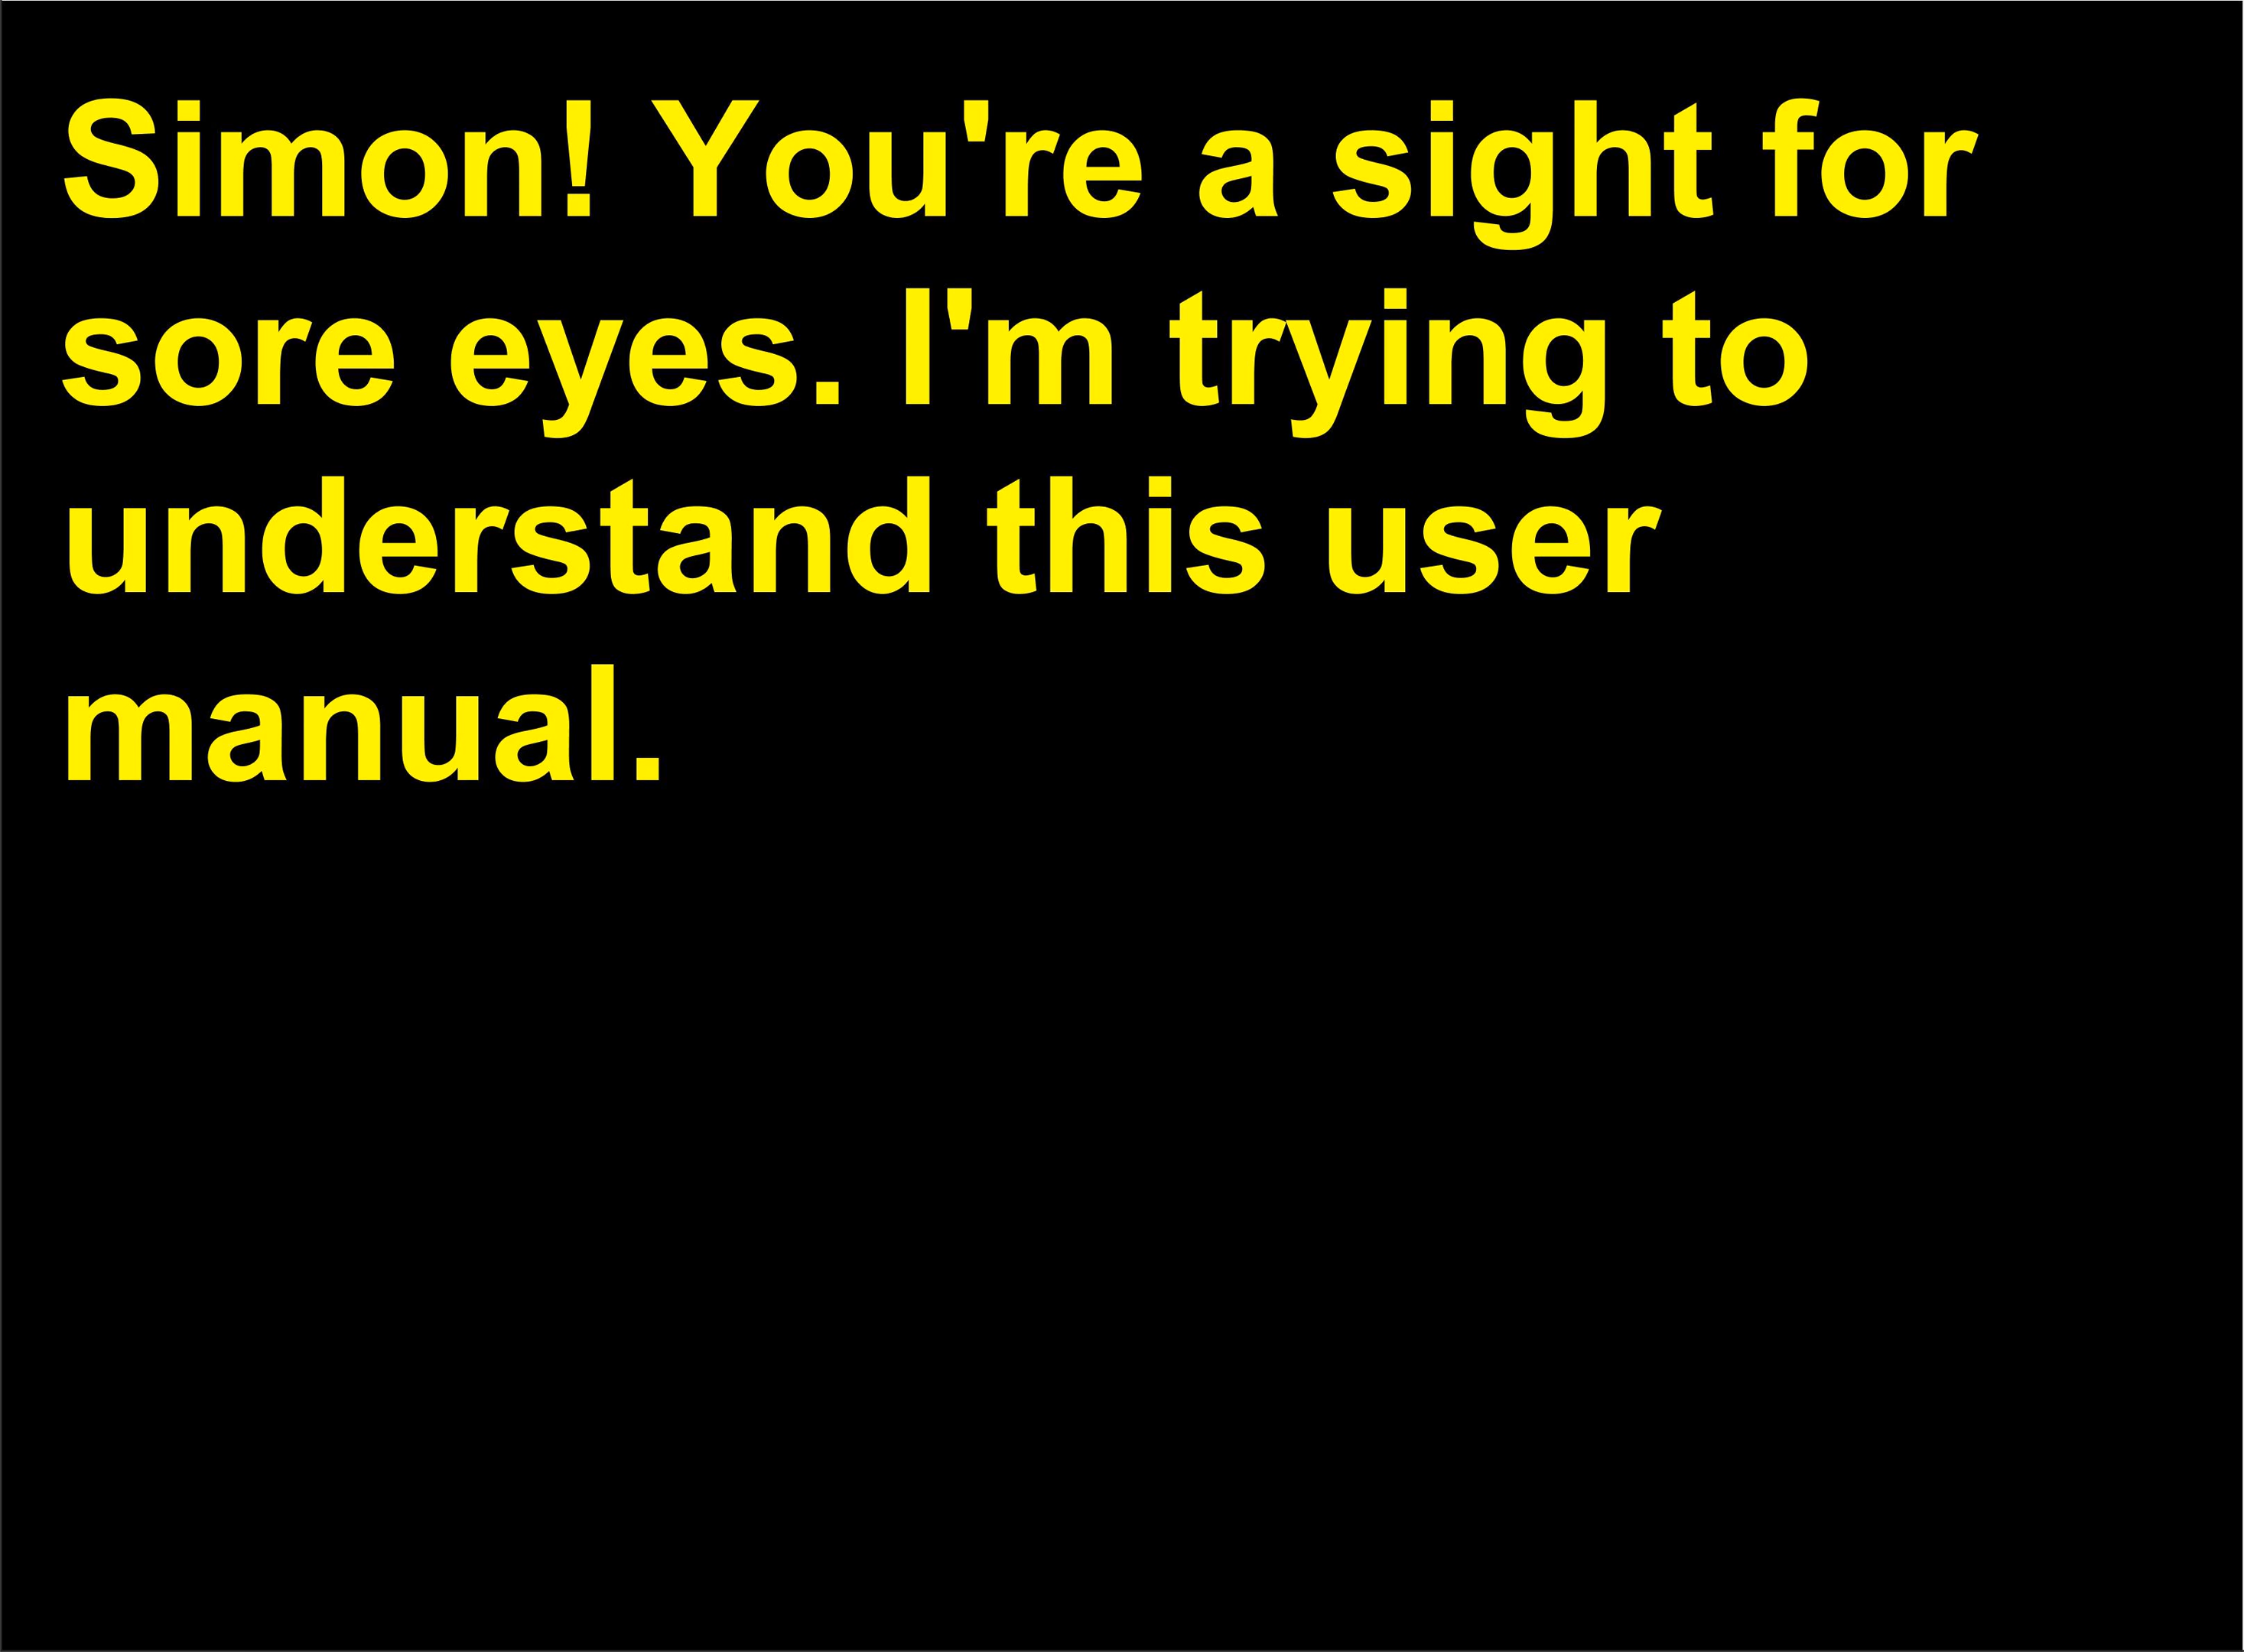 Simon! You're a sight for
sore eyes. I'm trying to
understand this user
manual.